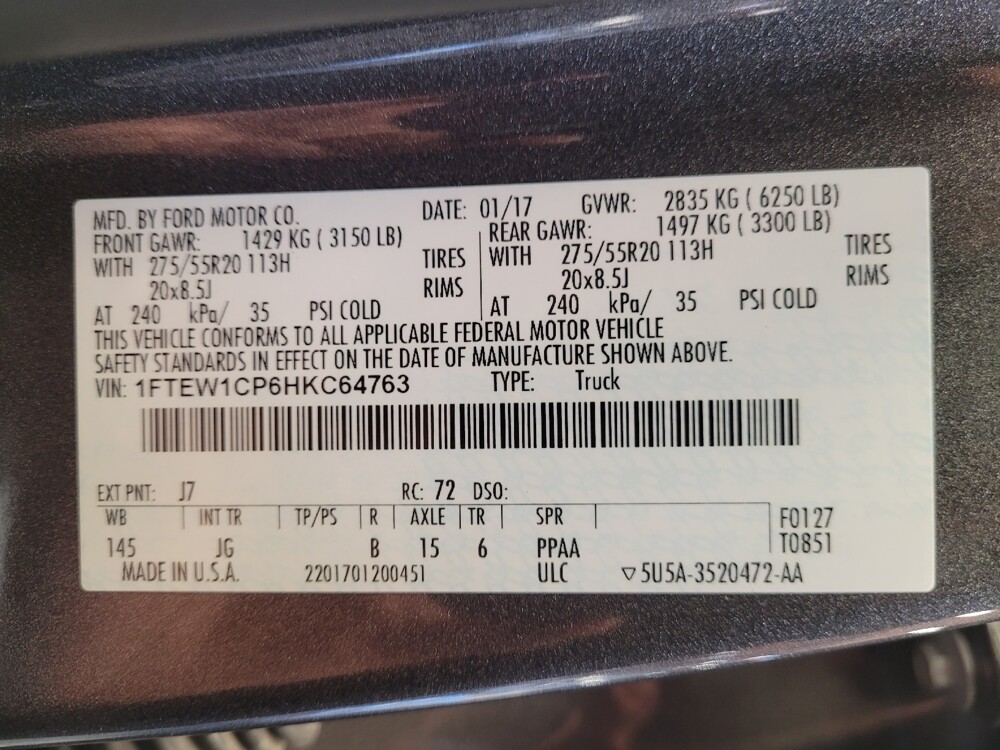 MFD. BY FORD MOTOR CO. DATE: 01/17 GVWR: 2835 KG ( 6250 LB)
FRONT GAWR: 1429 KG ( 3150 LB) REAR GAWR: 1497 KG ( 3300 LB)
WITH 275/55R20 113H TIRES WITH 275/55R20 113H TIRES
20x8.5J RIMS 20x8.5J RIMS
AT 240 kPa/ 35 PSI COLD AT 240 kPa/ 35 PSI COLD
THIS VEHICLE CONFORMS TO ALL APPLICABLE FEDERAL MOTOR VEHICLE
SAFETY STANDARDS IN EFFECT ON THE DATE OF MANUFACTURE SHOWN ABOVE.
VIN: 1FTEW1CP6HKC64763 TYPE: Truck
EXT PNT: J7 RC: 72 DSO:
WB INT TR TP/PS R AXLE TR SPR F0127
145 JG B 15 6 PPAA T0851
MADE IN U.S.A. 2201701200451 ULC ▽5U5A-3520472-AA